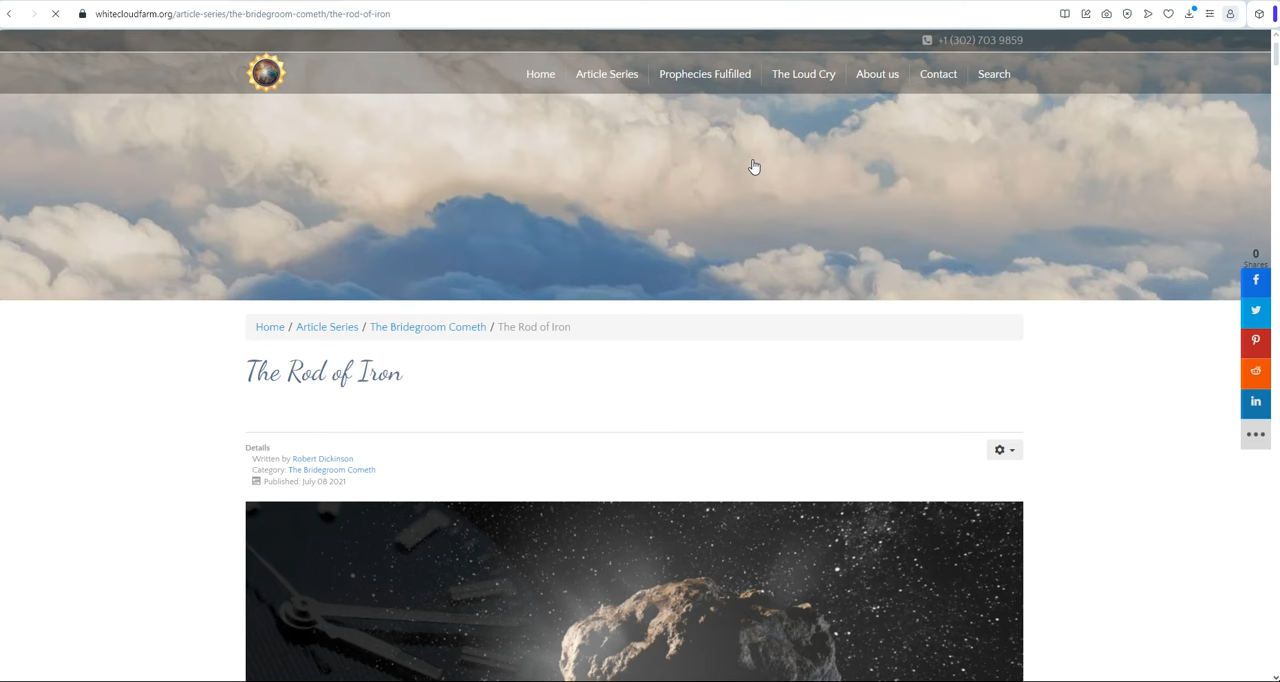 whitecloudfarm.org/article-series/the-bridegroom-cometh/the-rod-of-iron
+1 (302) 703 9859
Home Article Series Prophecies Fulfilled The Loud Cry About us Contact Search
0
Shares
Home / Article Series / The Bridegroom Cometh / The Rod of Iron
The Rod of Iron
Details
Written by Robert Dickinson
Category: The Bridegroom Cometh
Published: July 08 2021